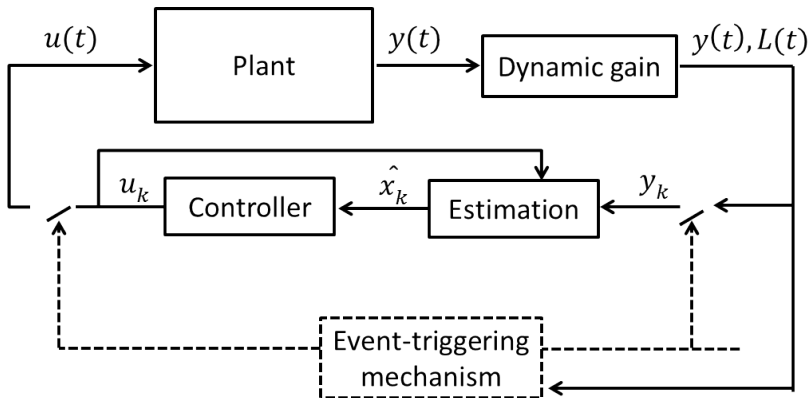 u(t)
Plant
y(t)
Dynamic gain
y(t), L(t)
u_k
Controller
x̂_k
Estimation
y_k
Event-triggering
mechanism